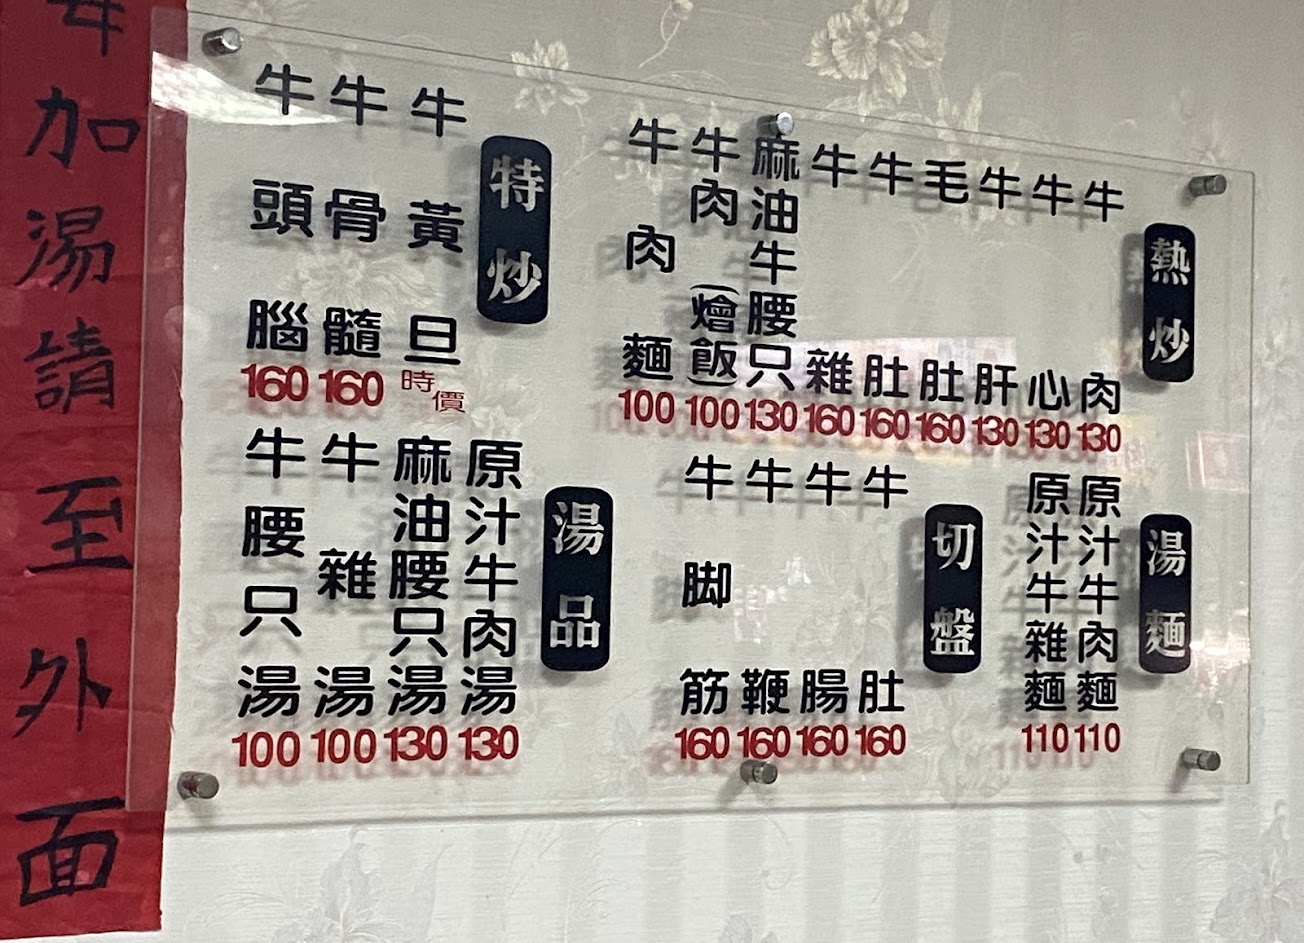 熱炒
牛肉 130
牛心 130
牛肝 130
毛肚 160
牛肚 160
牛雜 160
麻油牛腰只 130
牛肉(燴飯) 100
牛肉麵 100
特炒
牛黃旦 時價
牛骨髓 160
牛頭腦 160
湯麵
原汁牛肉麵 110
原汁牛雜麵 110
切盤
牛肚 160
牛腸 160
牛鞭 160
牛脚筋 160
湯品
原汁牛肉湯 130
麻油腰只湯 130
牛雜湯 100
牛腰只湯 100
加湯請至外面